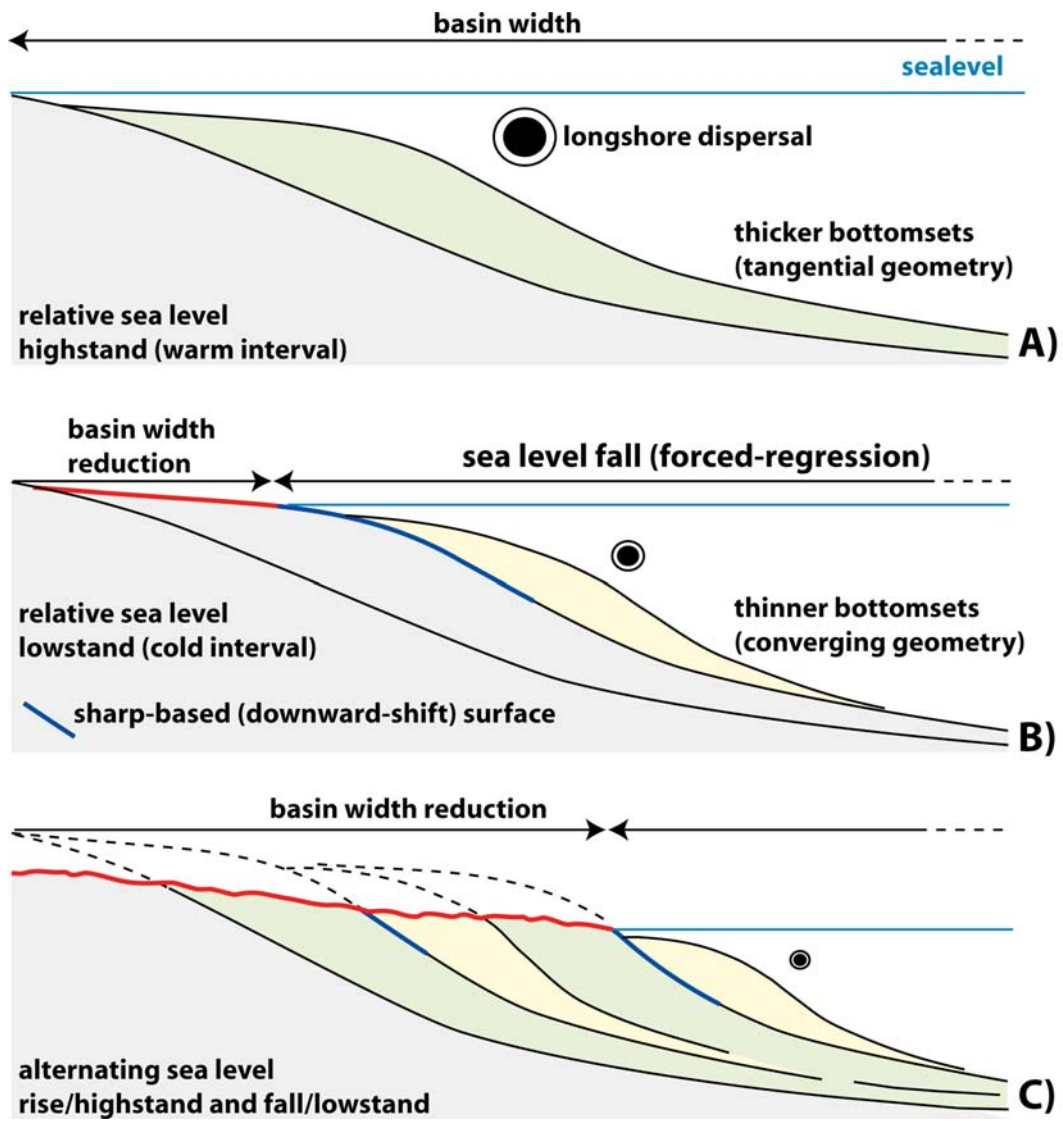 basin width
sealevel
longshore dispersal
thicker bottomsets
(tangential geometry)
relative sea level
highstand (warm interval)
A)
basin width
reduction
sea level fall (forced-regression)
relative sea level
lowstand (cold interval)
thinner bottomsets
(converging geometry)
sharp-based (downward-shift) surface
B)
basin width reduction
alternating sea level
rise/highstand and fall/lowstand
C)